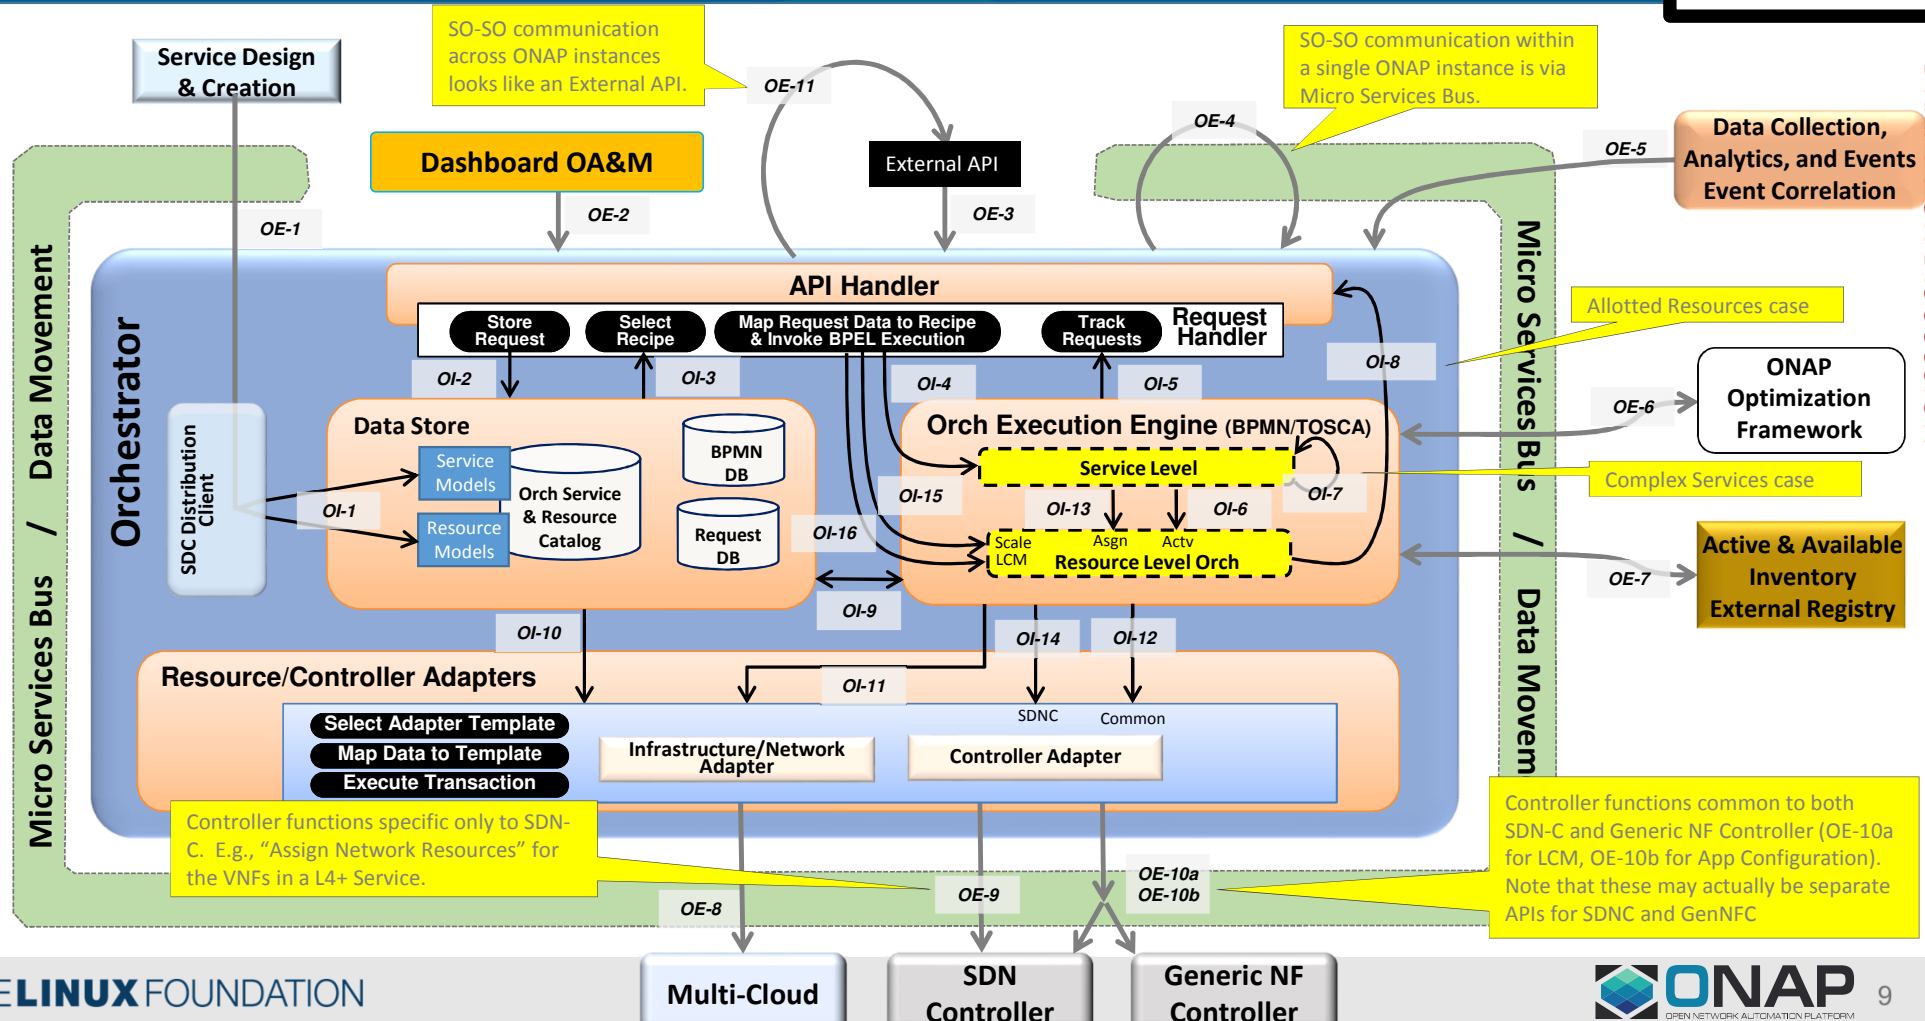 SO-SO communication
across ONAP instances
looks like an External API.
SO-SO communication within
a single ONAP instance is via
Micro Services Bus.
Service Design
& Creation
OE-11
OE-4
Dashboard OA&M
External API
OE-5
Data Collection,
Analytics, and Events
Event Correlation
OE-1
OE-2
OE-3
Micro Services Bus / Data Movement
Orchestrator
API Handler
Store
Request
Select
Recipe
Map Request Data to Recipe
& Invoke BPEL Execution
Track
Requests
Request
Handler
Micro Services Bus / Data Moveme
Allotted Resources case
OI-2
OI-3
OI-4
OI-5
OI-8
ONAP
Optimization
Framework
OE-6
SDC Distribution
Client
Data Store
Service
Models
Resource
Models
Orch Service
& Resource
Catalog
BPMN
DB
Request
DB
OI-1
Orch Execution Engine (BPMN/TOSCA)
Service Level
OI-7
Complex Services case
OI-15
OI-13
OI-6
OI-16
Scale
LCM
Asgn
Actv
Resource Level Orch
OE-7
Active & Available
Inventory
External Registry
OI-9
OI-10
OI-14
OI-12
OI-11
Resource/Controller Adapters
Select Adapter Template
Map Data to Template
Execute Transaction
Infrastructure/Network
Adapter
SDNC
Common
Controller Adapter
Controller functions specific only to SDN-
C. E.g., “Assign Network Resources” for
the VNFs in a L4+ Service.
Controller functions common to both
SDN-C and Generic NF Controller (OE-10a
for LCM, OE-10b for App Configuration).
Note that these may actually be separate
APIs for SDNC and GenNFC
OE-8
OE-9
OE-10a
OE-10b
Multi-Cloud
SDN
Controller
Generic NF
Controller
E LINUX FOUNDATION
ONAP
OPEN NETWORK AUTOMATION PLATFORM
9